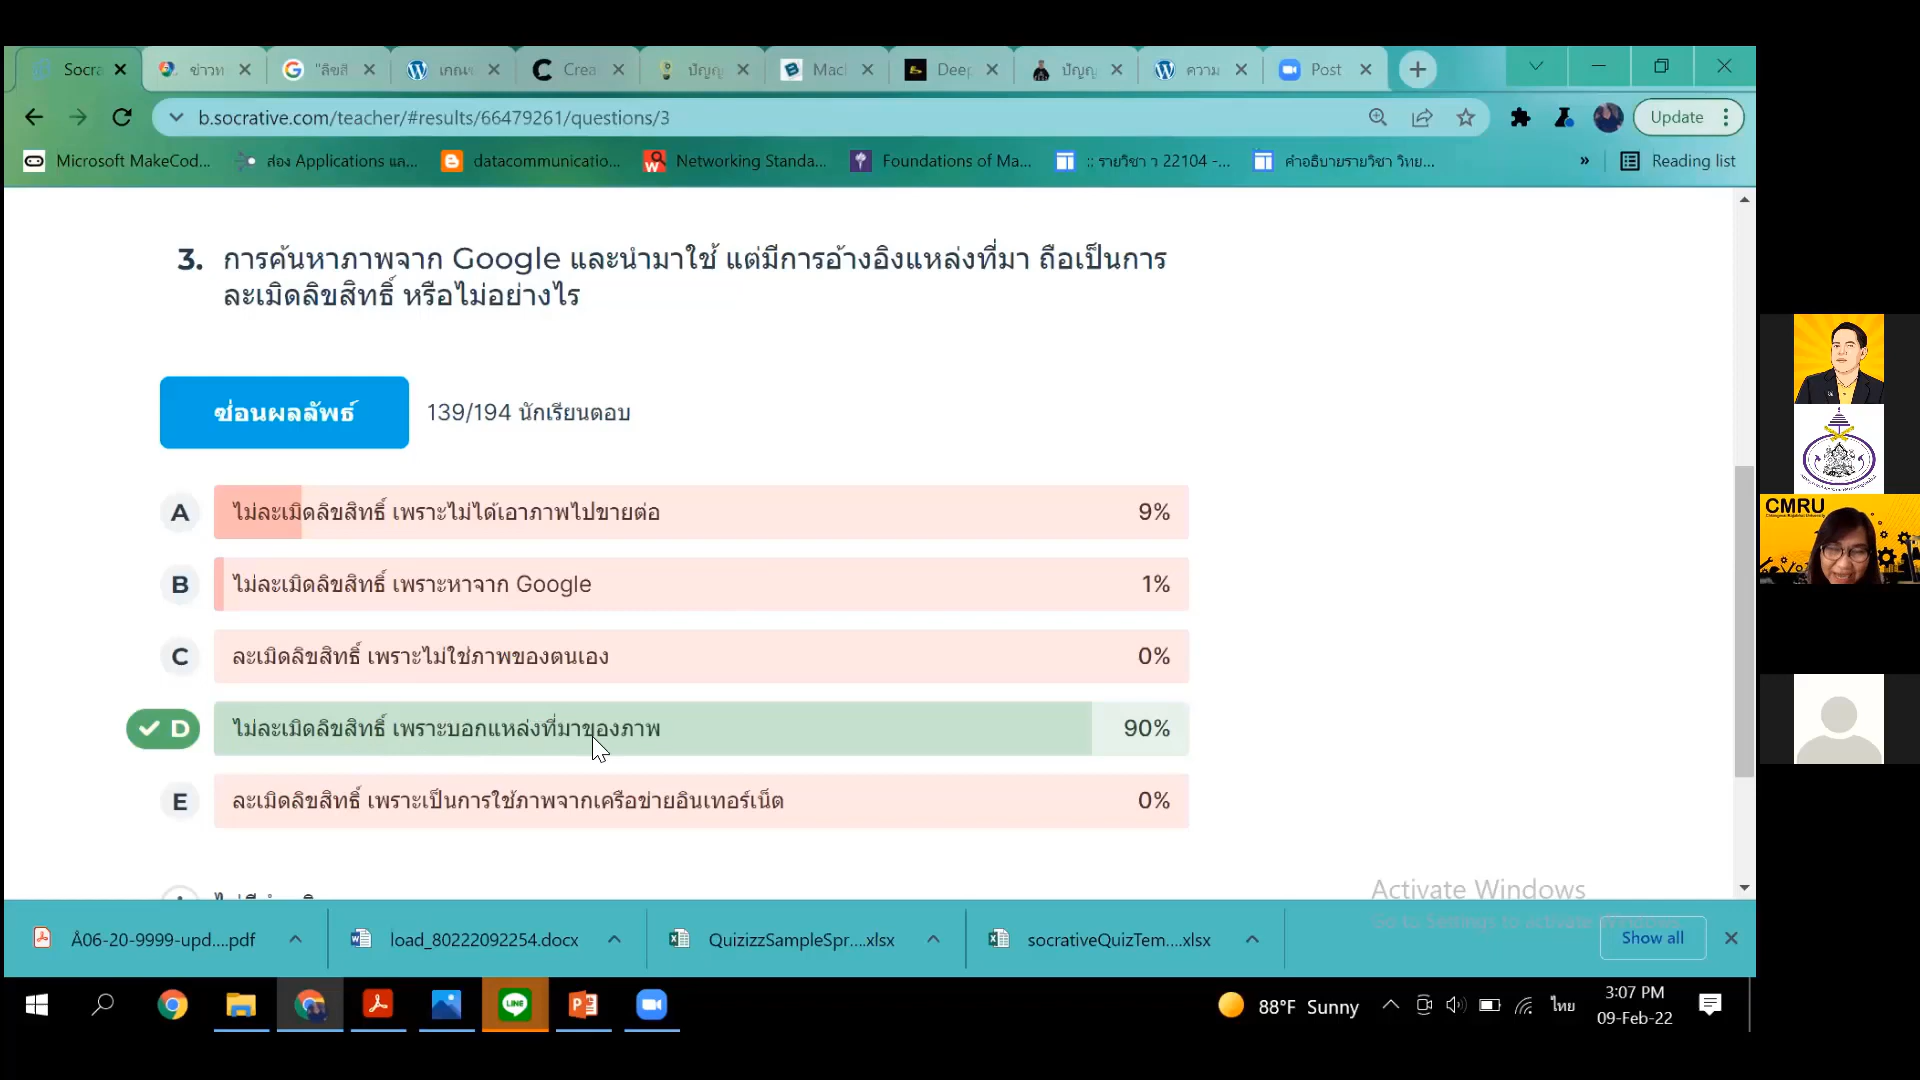 Socra
ข่าวท
"ลิขสิ
เกณฑ
Crea
ปัญญ
Mac
Deep
ปัญญ
ความ
Post
b.socrative.com/teacher/#results/66479261/questions/3
Update
Microsoft MakeCod...
ส่อง Applications แล...
datacommunicatio...
Networking Standa...
Foundations of Ma...
:: รายวิชา ว 22104 -...
คำอธิบายรายวิชา วิทย...
»
Reading list
3. การค้นหาภาพจาก Google และนำมาใช้ แต่มีการอ้างอิงแหล่งที่มา ถือเป็นการ
ละเมิดลิขสิทธิ์ หรือไม่อย่างไร
ซ่อนผลลัพธ์
139/194 นักเรียนตอบ
A ไม่ละเมิดลิขสิทธิ์ เพราะไม่ได้เอาภาพไปขายต่อ 9%
B ไม่ละเมิดลิขสิทธิ์ เพราะหาจาก Google 1%
C ละเมิดลิขสิทธิ์ เพราะไม่ใช่ภาพของตนเอง 0%
D ไม่ละเมิดลิขสิทธิ์ เพราะบอกแหล่งที่มาของภาพ 90%
E ละเมิดลิขสิทธิ์ เพราะเป็นการใช้ภาพจากเครือข่ายอินเทอร์เน็ต 0%
CMRU
Activate Windows
Go to Settings to activate Windows.
Å06-20-9999-upd....pdf
load_80222092254.docx
QuizizzSampleSpr....xlsx
socrativeQuizTem....xlsx
Show all
LINE
88°F Sunny
ไทย
3:07 PM
09-Feb-22